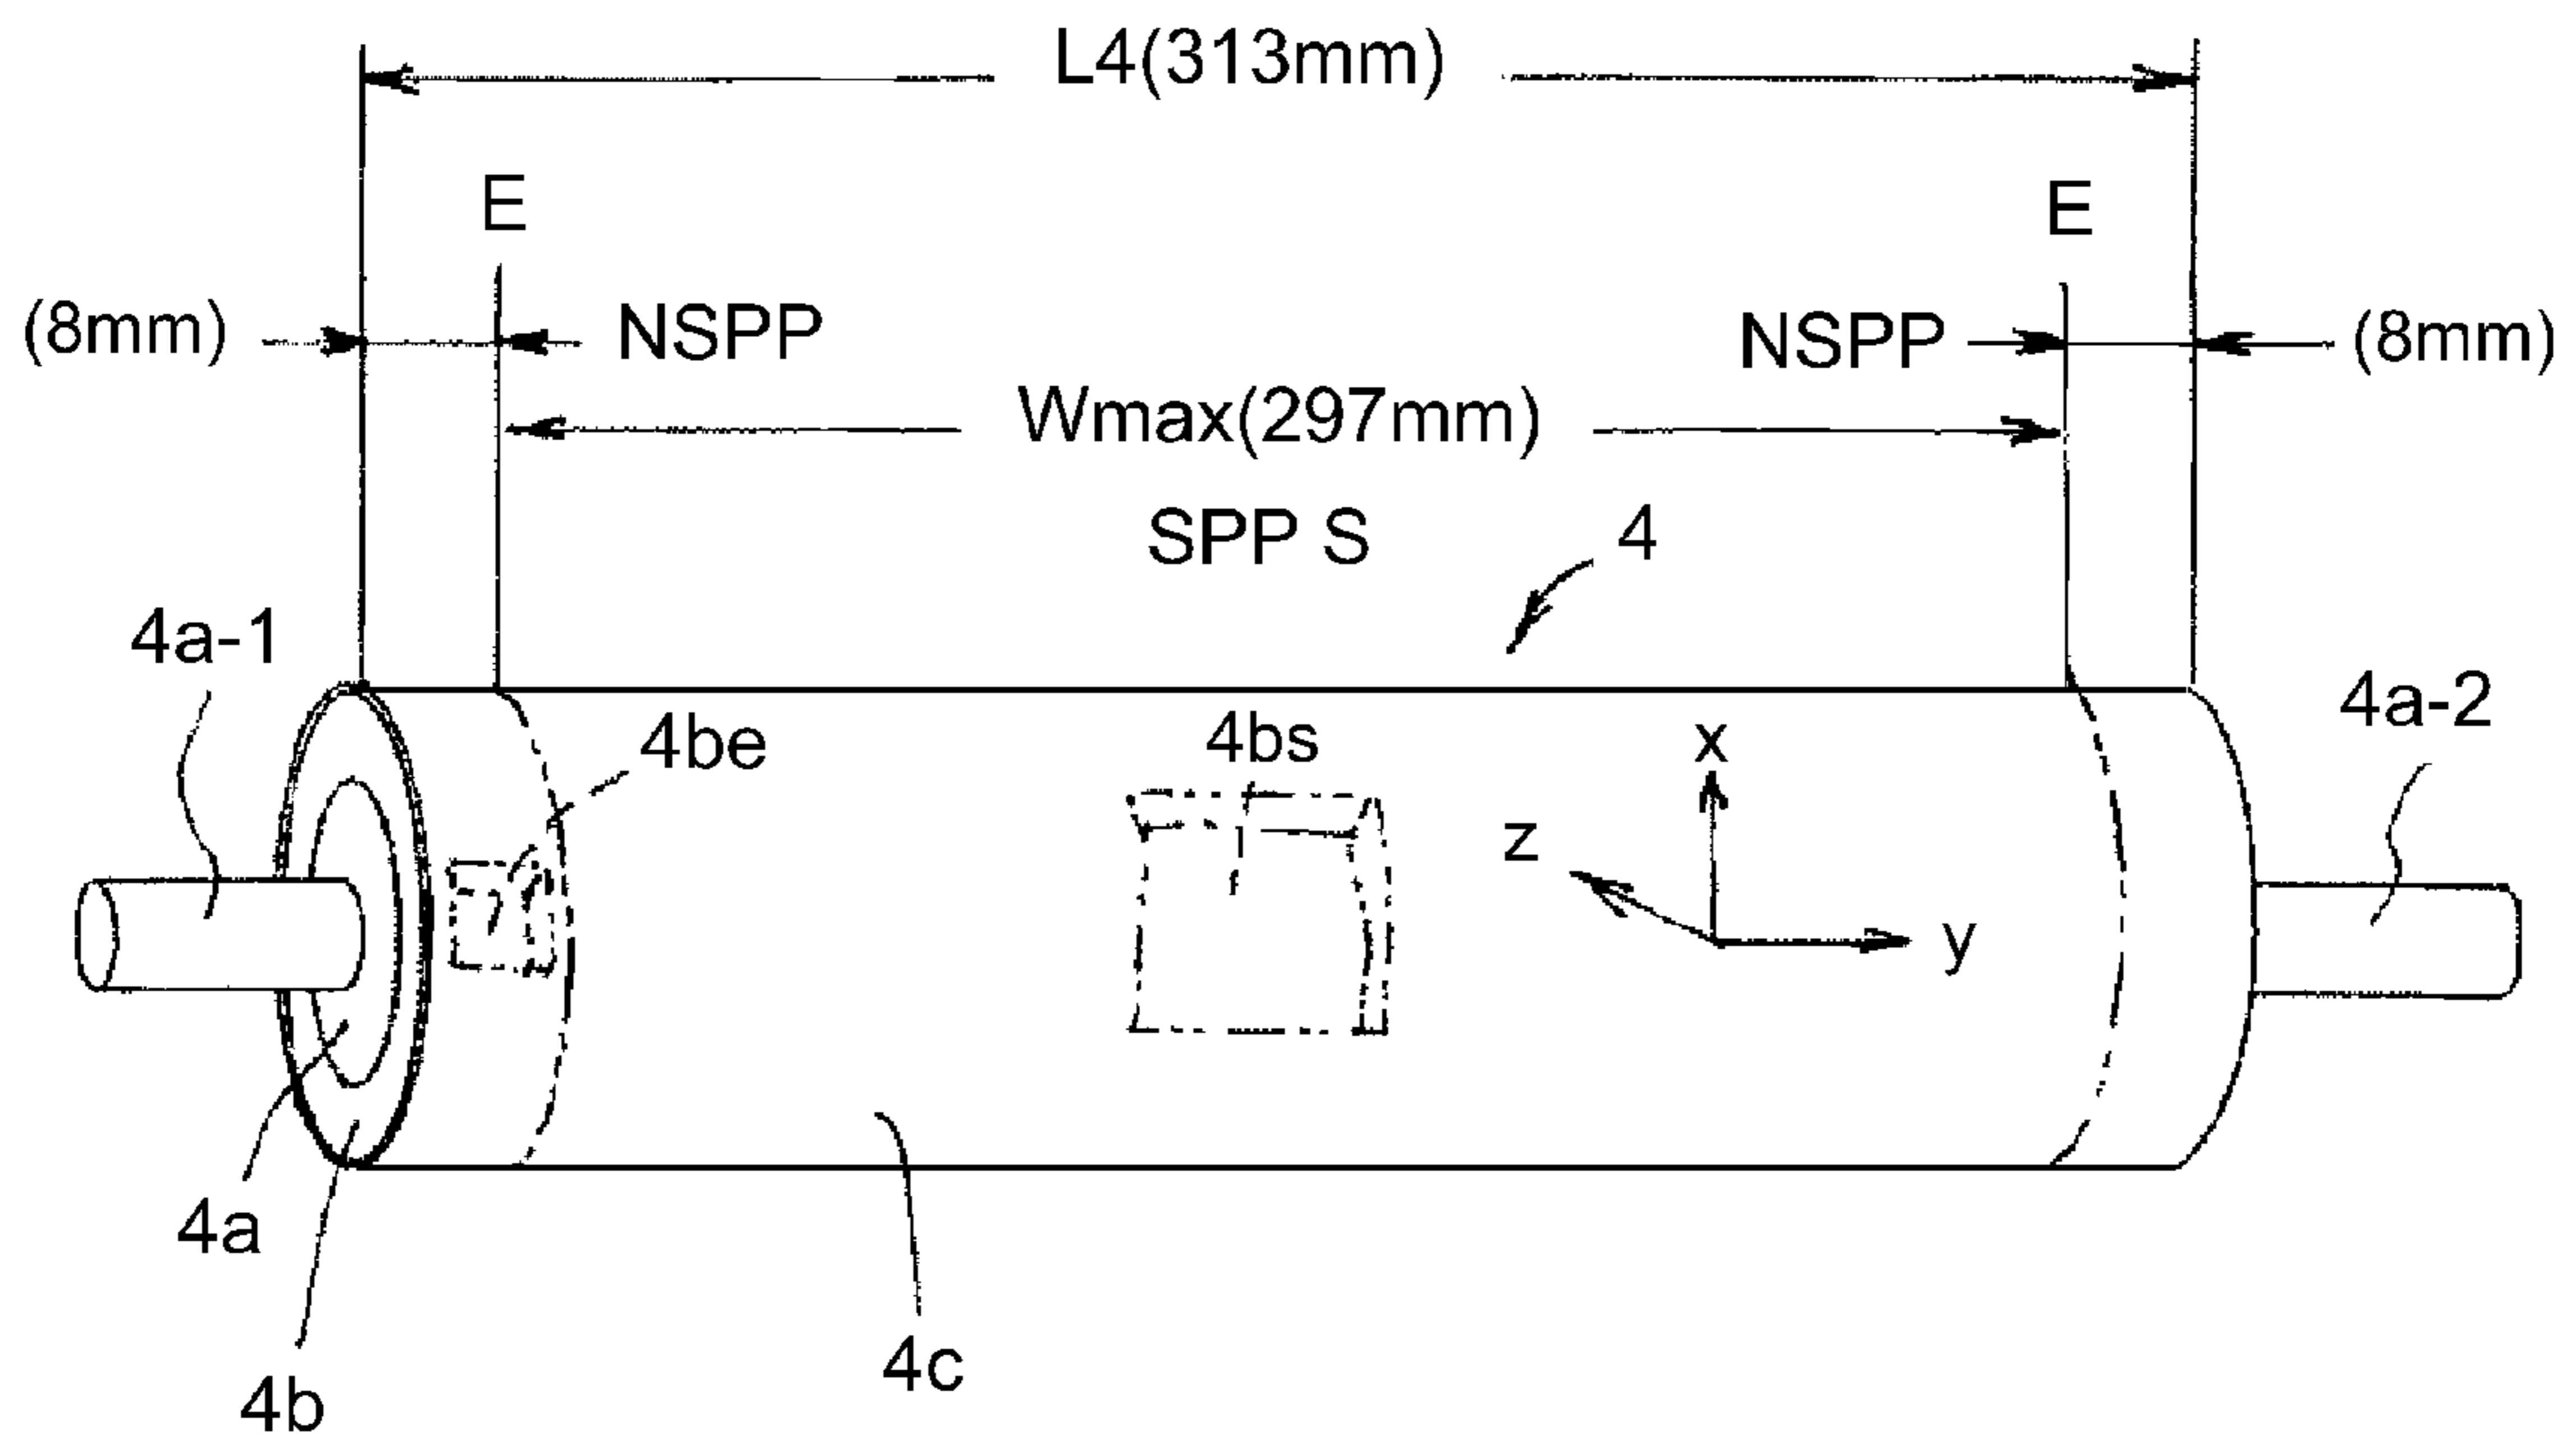 L4(313mm)
E
E
(8mm)
NSPP
NSPP
(8mm)
Wmax(297mm)
SPP S
4
4a-1
4a-2
4be
4bs
x
z
y
4a
4b
4c